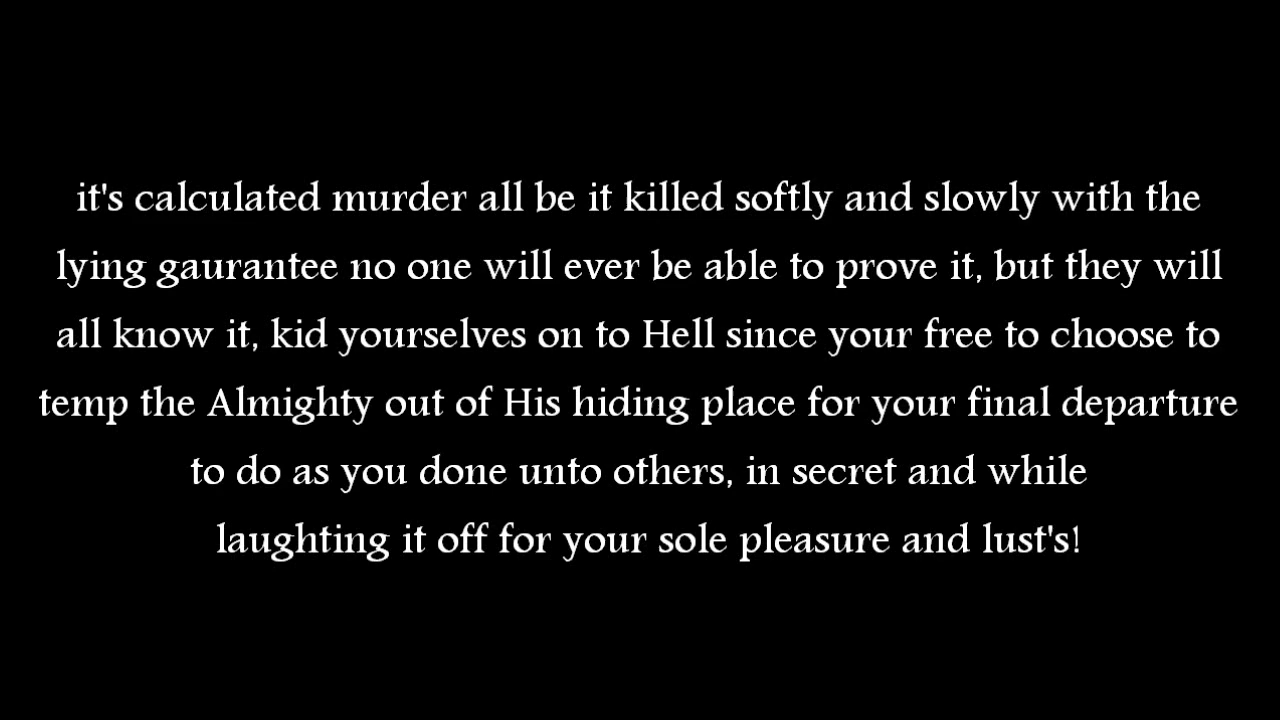 it's calculated murder all be it killed softly and slowly with the
lying gaurantee no one will ever be able to prove it, but they will
all know it, kid yourselves on to Hell since your free to choose to
temp the Almighty out of His hiding place for your final departure
to do as you done unto others, in secret and while
laughting it off for your sole pleasure and lust's!